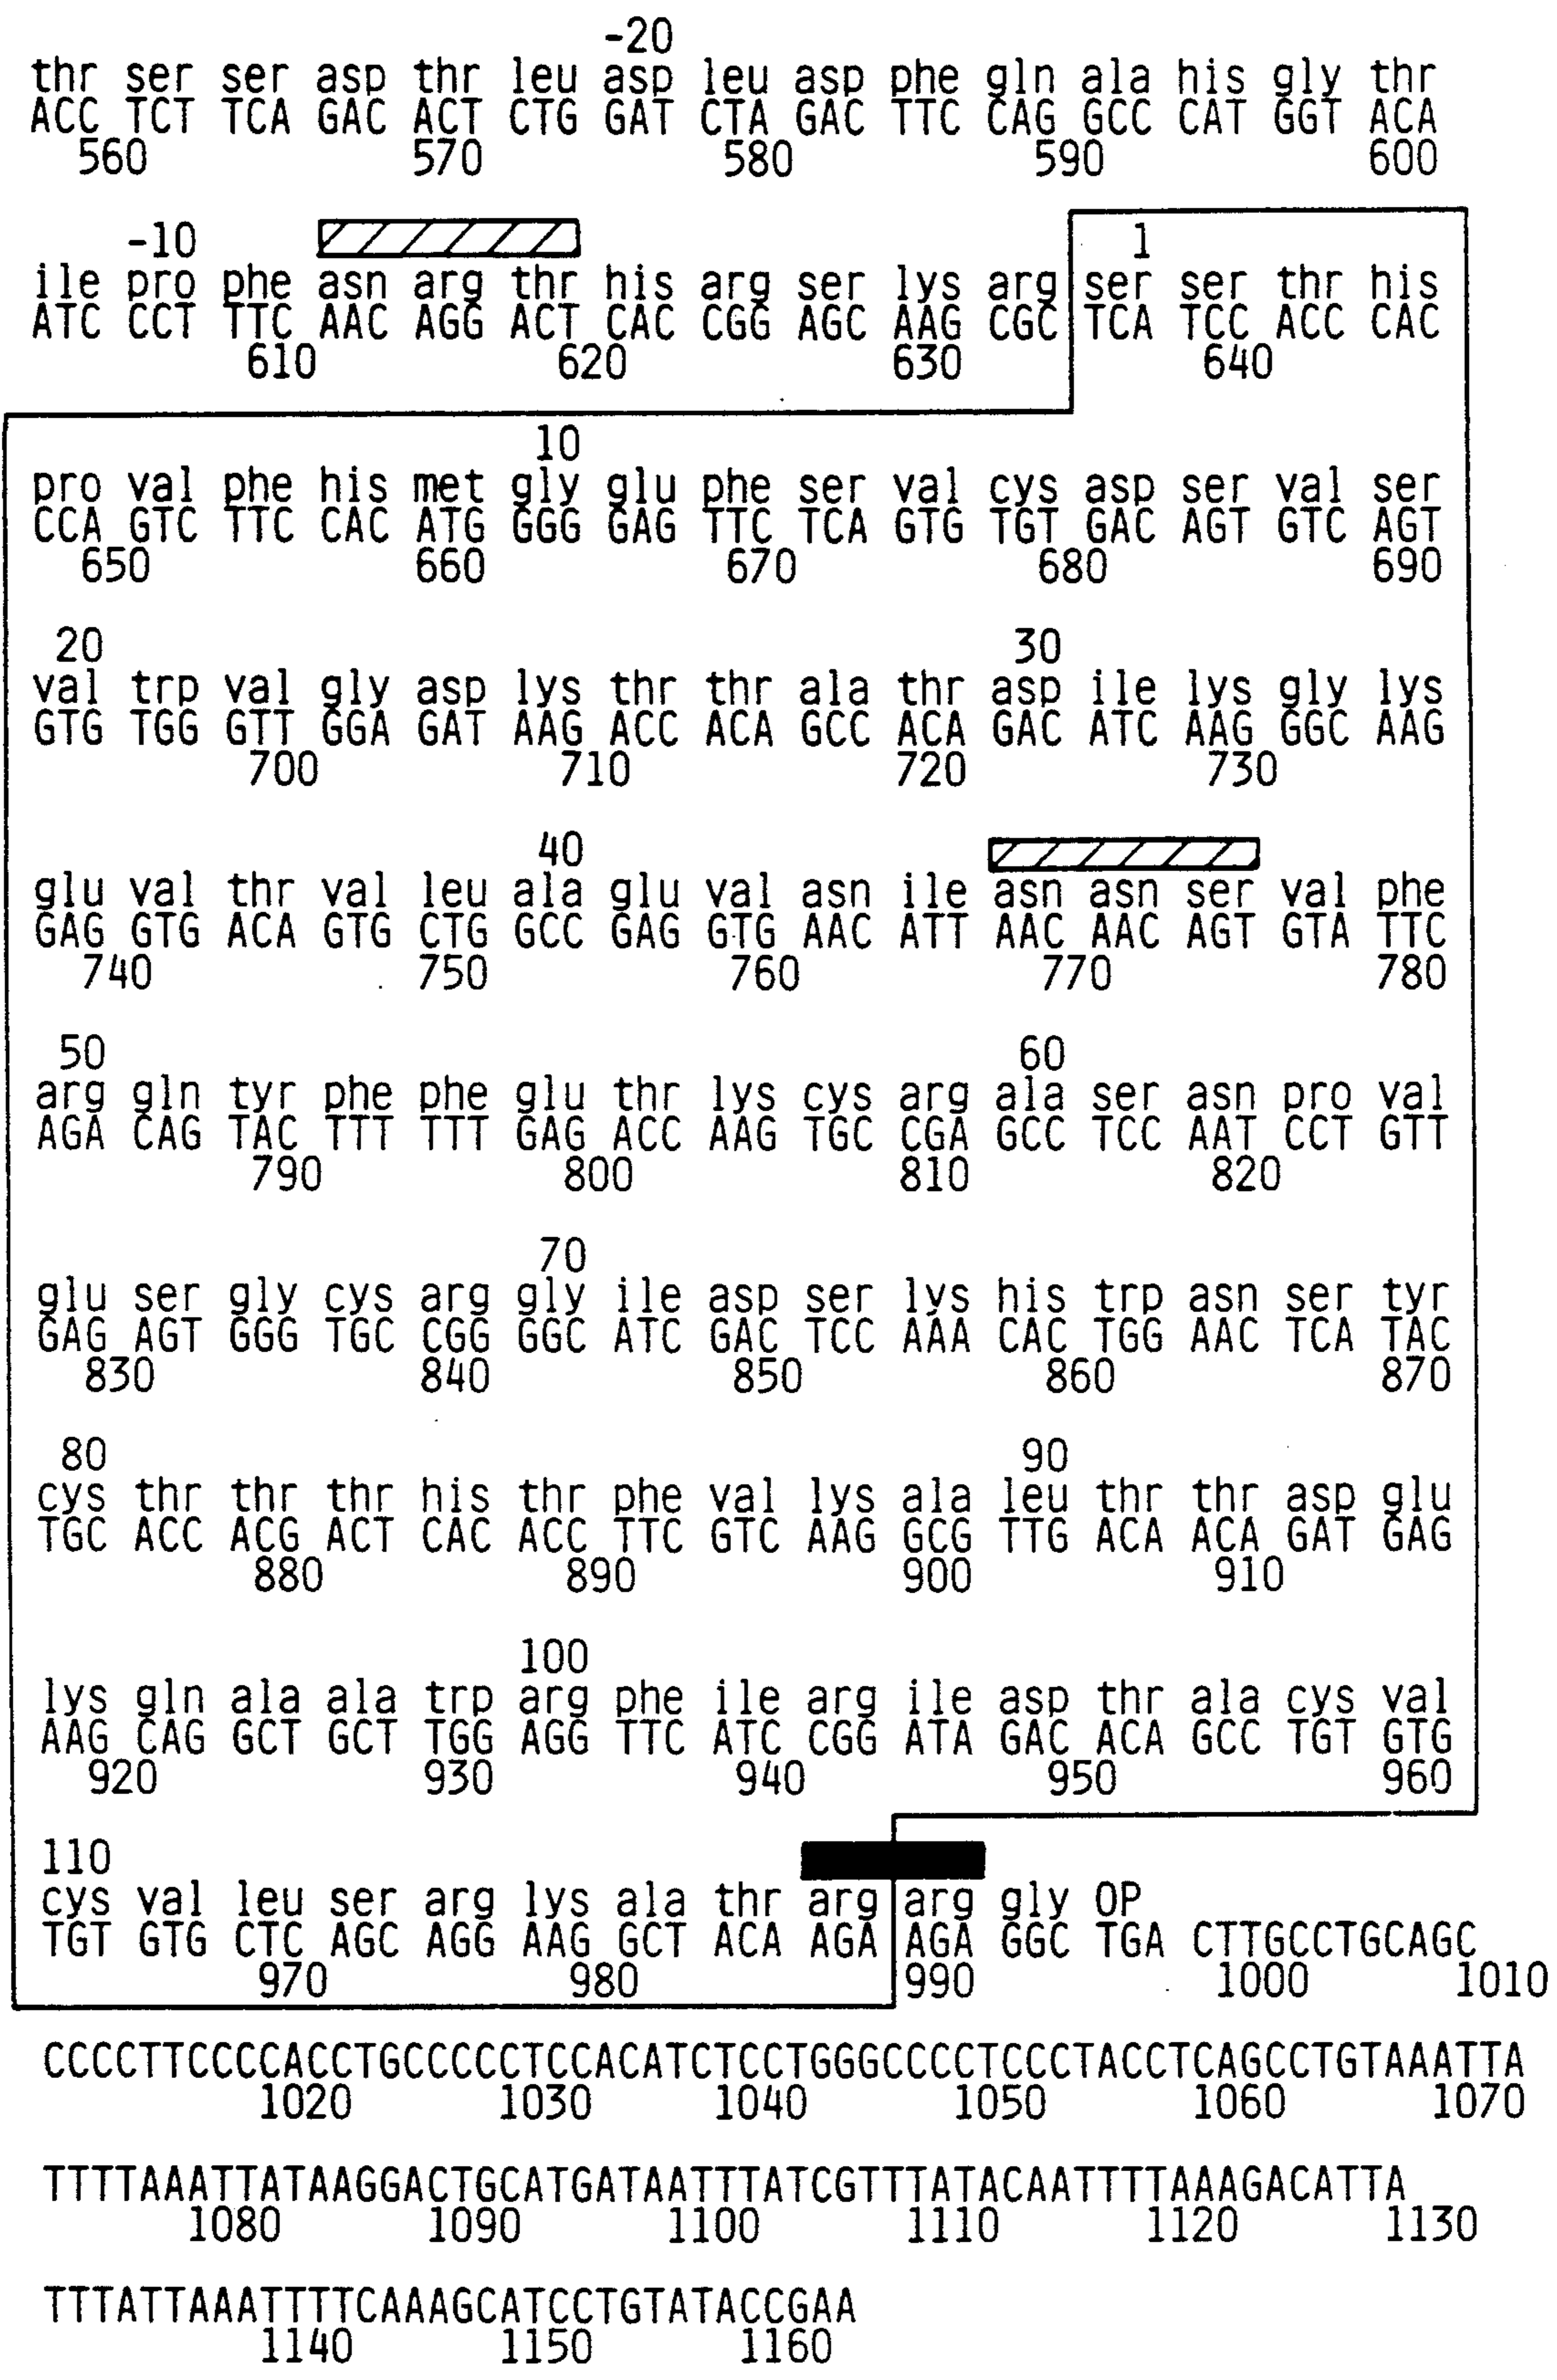 -20
thr ser ser asp thr leu asp leu asp phe gln ala his gly thr
ACC TCT TCA GAC ACT CTG GAT CTA GAC TTC CAG GCC CAT GGT ACA
560 570 580 590 600
-10 1
ile pro phe asn arg thr his arg ser lys arg ser ser thr his
ATC CCT TTC AAC AGG ACT CAC CGG AGC AAG CGC TCA TCC ACC CAC
610 620 630 640
10
pro val phe his met gly glu phe ser val cys asp ser val ser
CCA GTC TTC CAC ATG GGG GAG TTC TCA GTG TGT GAC AGT GTC AGT
650 660 670 680 690
20 30
val trp val gly asp lys thr thr ala thr asp ile lys gly lys
GTG TGG GTT GGA GAT AAG ACC ACA GCC ACA GAC ATC AAG GGC AAG
700 710 720 730
40
glu val thr val leu ala glu val asn ile asn asn ser val phe
GAG GTG ACA GTG CTG GCC GAG GTG AAC ATT AAC AAC AGT GTA TTC
740 750 760 770 780
50 60
arg gln tyr phe phe glu thr lys cys arg ala ser asn pro val
AGA CAG TAC TTT TTT GAG ACC AAG TGC CGA GCC TCC AAT CCT GTT
790 800 810 820
70
glu ser gly cys arg gly ile asp ser lys his trp asn ser tyr
GAG AGT GGG TGC CGG GGC ATC GAC TCC AAA CAC TGG AAC TCA TAC
830 840 850 860 870
80 90
cys thr thr thr his thr phe val lys ala leu thr thr asp glu
TGC ACC ACG ACT CAC ACC TTC GTC AAG GCG TTG ACA ACA GAT GAG
880 890 900 910
100
lys gln ala ala trp arg phe ile arg ile asp thr ala cys val
AAG CAG GCT GCT TGG AGG TTC ATC CGG ATA GAC ACA GCC TGT GTG
920 930 940 950 960
110
cys val leu ser arg lys ala thr arg arg gly OP
TGT GTG CTC AGC AGG AAG GCT ACA AGA AGA GGC TGA CTTGCCTGCAGC
970 980 990 1000 1010
CCCCTTCCCCACCTGCCCCCTCCACATCTCCTGGGCCCCTCCCTACCTCAGCCTGTAAATTA
1020 1030 1040 1050 1060 1070
TTTTAAATTATAAGGACTGCATGATAATTTATCGTTTATACAATTTTAAAGACATTA
1080 1090 1100 1110 1120 1130
TTTATTAAATTTTCAAAGCATCCTGTATACCGAA
1140 1150 1160